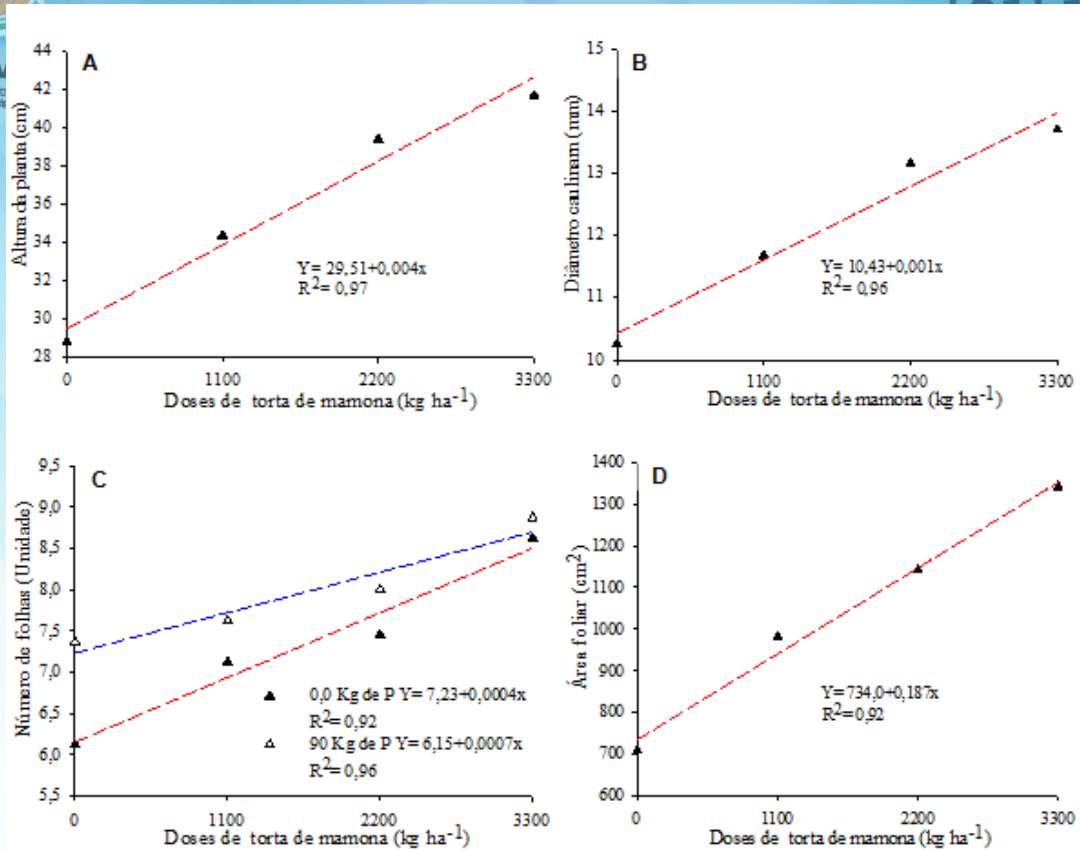 A
Altura da planta (cm)
44
42
40
38
36
34
32
30
28
Y= 29,51+0,004x
R²= 0,97
0 1100 2200 3300
Doses de torta de mamona (kg ha⁻¹)
B
Diâmetro caulinam (mm)
15
14
13
12
11
10
Y= 10,43+0,001x
R²= 0,96
0 1100 2200 3300
Doses de torta de mamona (kg ha⁻¹)
C
Número de folhas (Unidade)
9,5
9,0
8,5
8,0
7,5
7,0
6,5
6,0
5,5
0,0 Kg de P Y= 7,23+0,0004x
R²= 0,92
90 Kg de P Y= 6,15+0,0007x
R²= 0,96
0 1100 2200 3300
Doses de torta de mamona (kg ha⁻¹)
D
Área foliar (cm²)
1400
1300
1200
1100
1000
900
800
700
600
Y=734,0+0,187x
R²= 0,92
0 1100 2200 3300
Doses de torta de mamona (kg ha⁻¹)